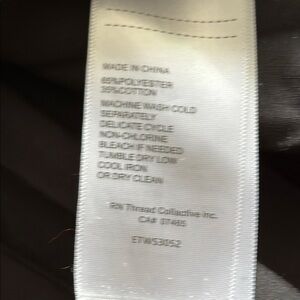 MADE IN CHINA
65%POLYESTER
35%COTTON
MACHINE WASH COLD
SEPARATELY
DELICATE CYCLE
NON-CHLORINE
BLEACH IF NEEDED
TUMBLE DRY LOW
COOL IRON
OR DRY CLEAN
RN Thread Collective Inc.
CA# 07465
ETWS3052